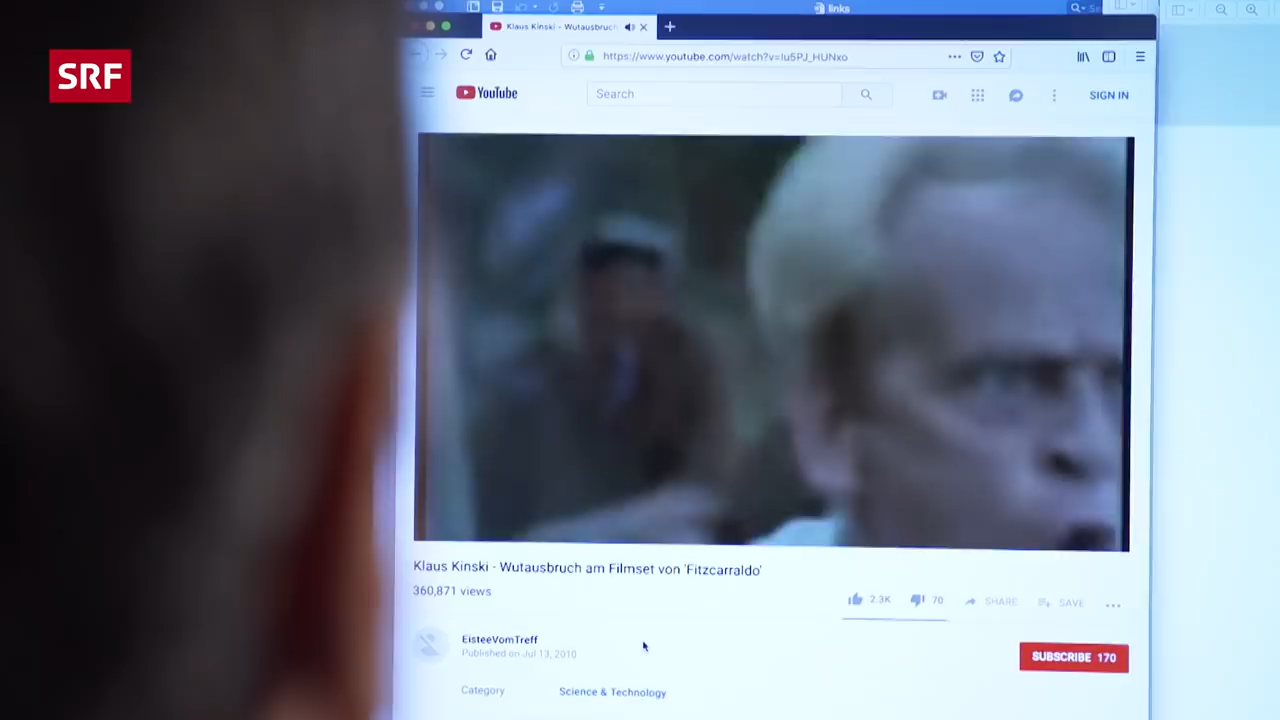 links
SRF
Klaus Kinski - Wutausbruch
https://www.youtube.com/watch?v=Iu5PJ_HUNxo
YouTube
Search
SIGN IN
Klaus Kinski - Wutausbruch am Filmset von 'Fitzcarraldo'
360,871 views
2.3K
70
SHARE
SAVE
EisteeVomTreff
Published on Jul 13, 2010
SUBSCRIBE 170
Category
Science & Technology